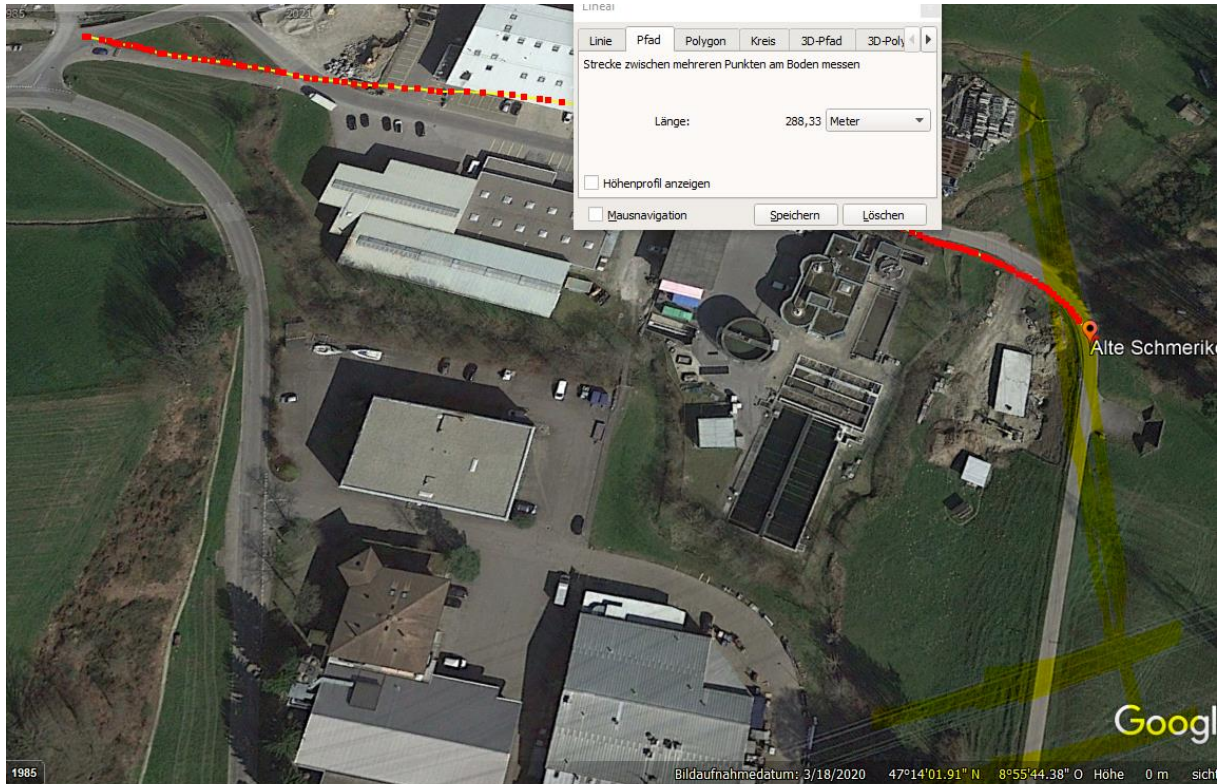 2021
Lineal
Linie Pfad Polygon Kreis 3D-Pfad 3D-Poly
Strecke zwischen mehreren Punkten am Boden messen
Länge: 288,33 Meter
Höhenprofil anzeigen
Mausnavigation Speichern Löschen
Alte Schmerike
Googl
1985
Bildaufnahmedatum: 3/18/2020 47°14'01.91" N 8°55'44.38" O Höhe 0 m sicht